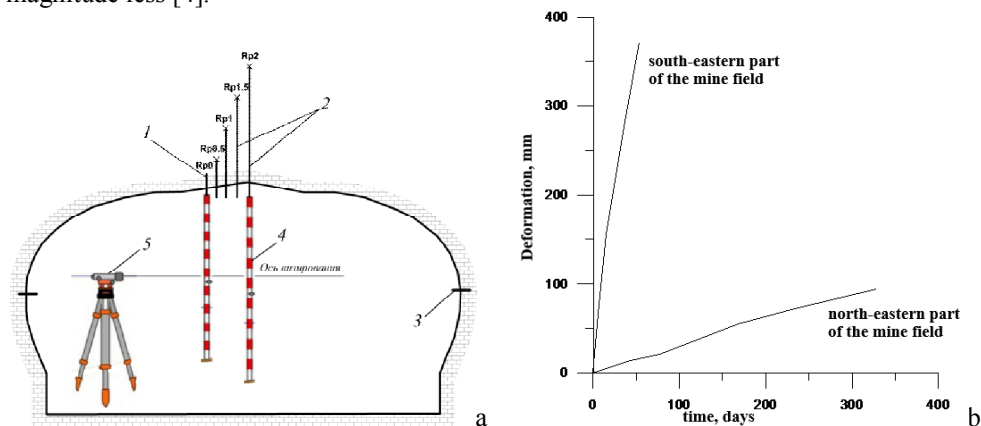 magnitude less [4].
Rp2
Rp1.5
Rp1
Rp0.5
Rp0
1
2
3
4
5
Ось визирования
a
400
300
200
100
0
Deformation, mm
south-eastern part
of the mine field
north-eastern part
of the mine field
0
100
200
300
400
time, days
b